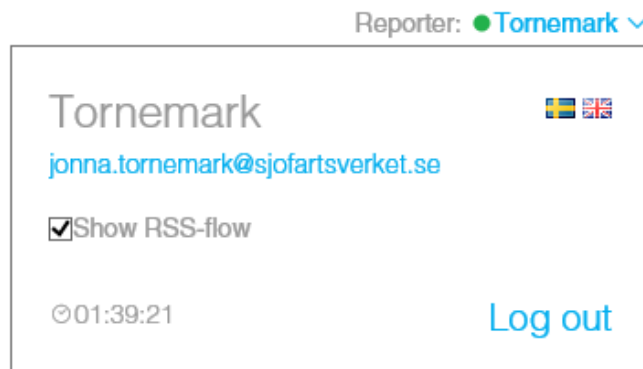 Reporter: Tornemark
Tornemark
jonna.tornemark@sjofartsverket.se
Show RSS-flow
01:39:21
Log out